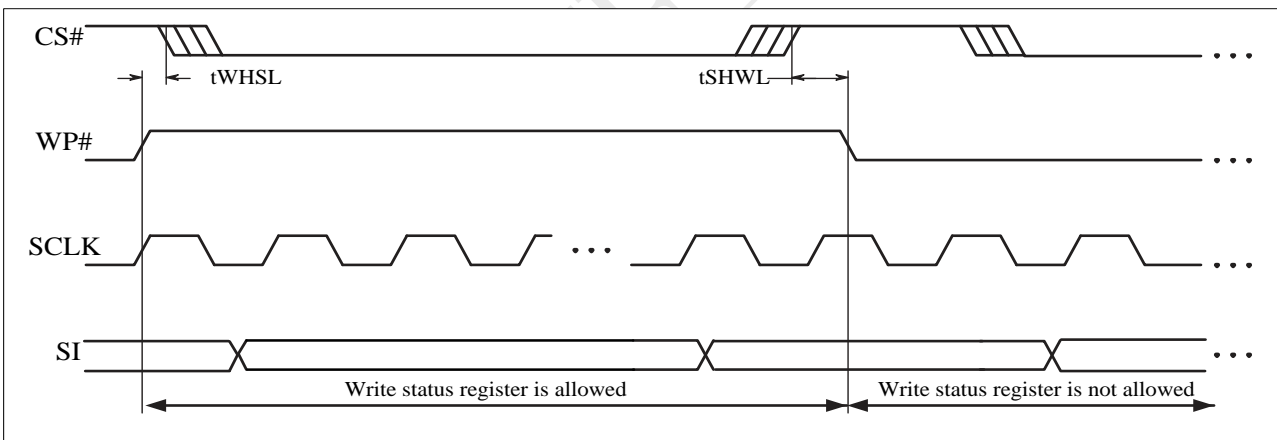 CS#
tWHSL
tSHWL
WP#
SCLK
SI
Write status register is allowed
Write status register is not allowed